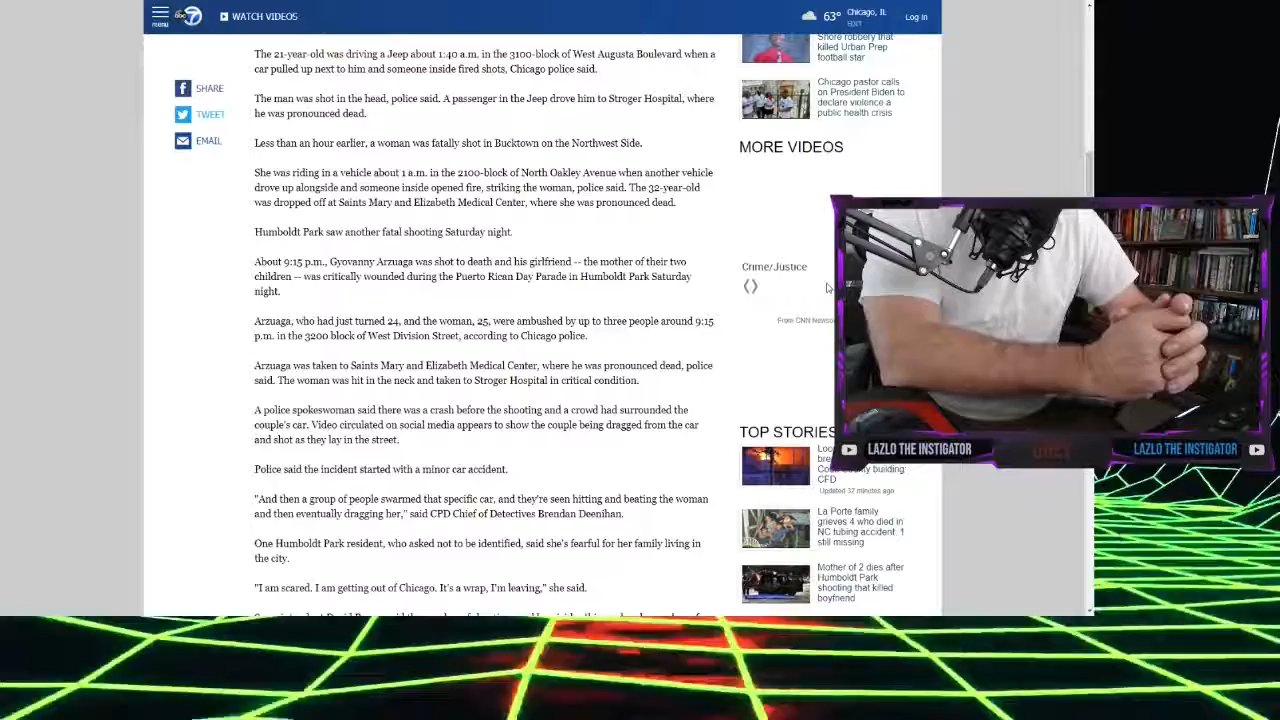 menu
abc 7
WATCH VIDEOS
63°
Chicago, IL
EDIT
Log In
SHARE
TWEET
EMAIL
The 21-year-old was driving a Jeep about 1:40 a.m. in the 3100-block of West Augusta Boulevard when a
car pulled up next to him and someone inside fired shots, Chicago police said.
The man was shot in the head, police said. A passenger in the Jeep drove him to Stroger Hospital, where
he was pronounced dead.
Less than an hour earlier, a woman was fatally shot in Bucktown on the Northwest Side.
She was riding in a vehicle about 1 a.m. in the 2100-block of North Oakley Avenue when another vehicle
drove up alongside and someone inside opened fire, striking the woman, police said. The 32-year-old
was dropped off at Saints Mary and Elizabeth Medical Center, where she was pronounced dead.
Humboldt Park saw another fatal shooting Saturday night.
About 9:15 p.m., Gyovanny Arzuaga was shot to death and his girlfriend -- the mother of their two
children -- was critically wounded during the Puerto Rican Day Parade in Humboldt Park Saturday
night.
Arzuaga, who had just turned 24, and the woman, 25, were ambushed by up to three people around 9:15
p.m. in the 3200 block of West Division Street, according to Chicago police.
Arzuaga was taken to Saints Mary and Elizabeth Medical Center, where he was pronounced dead, police
said. The woman was hit in the neck and taken to Stroger Hospital in critical condition.
A police spokeswoman said there was a crash before the shooting and a crowd had surrounded the
couple's car. Video circulated on social media appears to show the couple being dragged from the car
and shot as they lay in the street.
Police said the incident started with a minor car accident.
"And then a group of people swarmed that specific car, and they're seen hitting and beating the woman
and then eventually dragging her," said CPD Chief of Detectives Brendan Deenihan.
One Humboldt Park resident, who asked not to be identified, said she's fearful for her family living in
the city.
"I am scared. I am getting out of Chicago. It's a wrap, I'm leaving," she said.
Shore robbery that
killed Urban Prep
football star
Chicago pastor calls
on President Biden to
declare violence a
public health crisis
MORE VIDEOS
Crime/Justice
From CNN
TOP STORIES
building:
CFD
Updated 37 minutes ago
La Porte family
grieves 4 who died in
NC tubing accident, 1
still missing
Mother of 2 dies after
Humboldt Park
shooting that killed
boyfriend
LAZLO THE INSTIGATOR
LAZLO THE INSTIGATOR